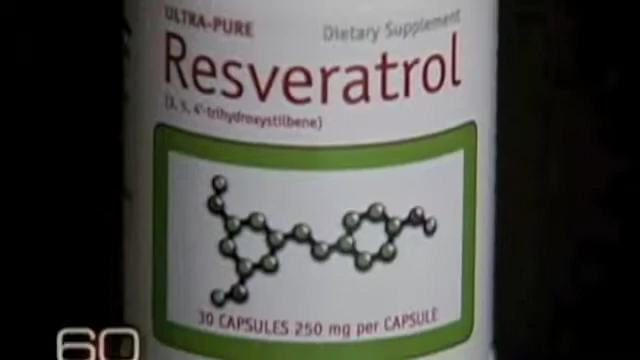 ULTRA-PURE
Dietary Supplement
Resveratrol
(3, 5, 4'-trihydroxystilbene)
30 CAPSULES 250 mg per CAPSULE
60